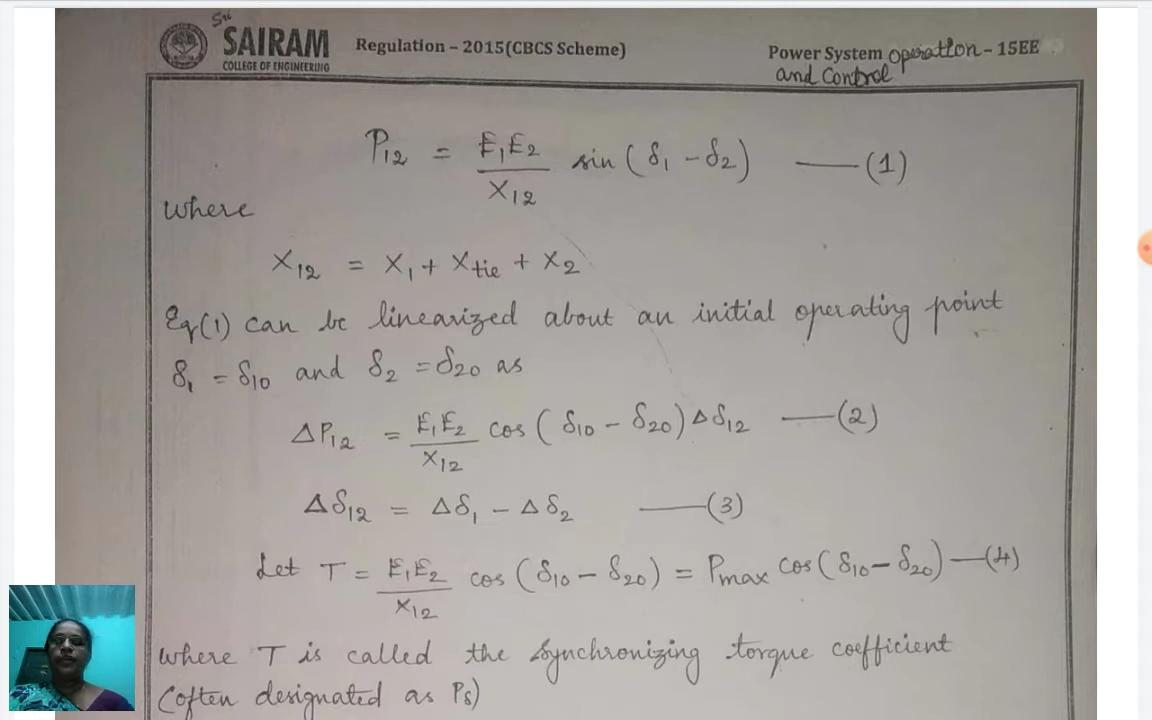 Sri
SAIRAM
COLLEGE OF ENGINEERING
Regulation – 2015(CBCS Scheme)
Power System operation – 15EE
and Control
P12 = E1E2/X12 sin(δ1 - δ2) —— (1)
where
X12 = X1 + Xtie + X2
Eq(1) can be linearized about an initial operating point
δ1 = δ10 and δ2 = δ20 as
ΔP12 = E1E2/X12 cos(δ10 - δ20) Δδ12 —— (2)
Δδ12 = Δδ1 - Δδ2 —— (3)
Let T = E1E2/X12 cos(δ10 - δ20) = Pmax cos(δ10 - δ20) — (4)
where T is called the synchronizing torque coefficient
(often designated as Ps)